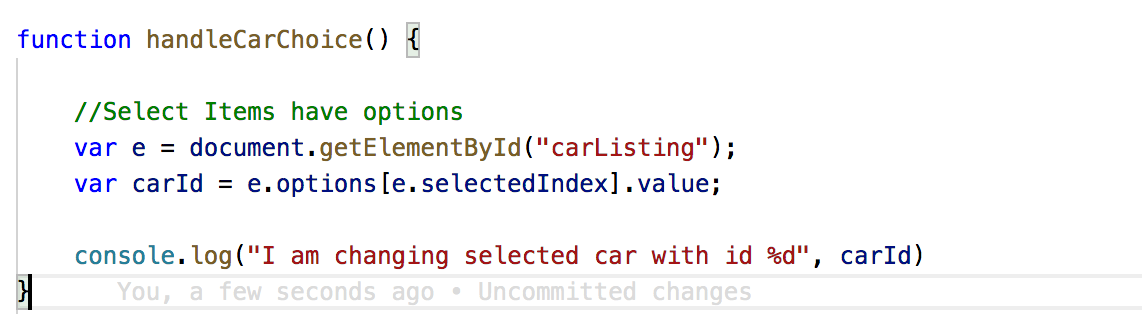 function handleCarChoice() {
//Select Items have options
var e = document.getElementById("carListing");
var carId = e.options[e.selectedIndex].value;
console.log("I am changing selected car with id %d", carId)
} You, a few seconds ago • Uncommitted changes